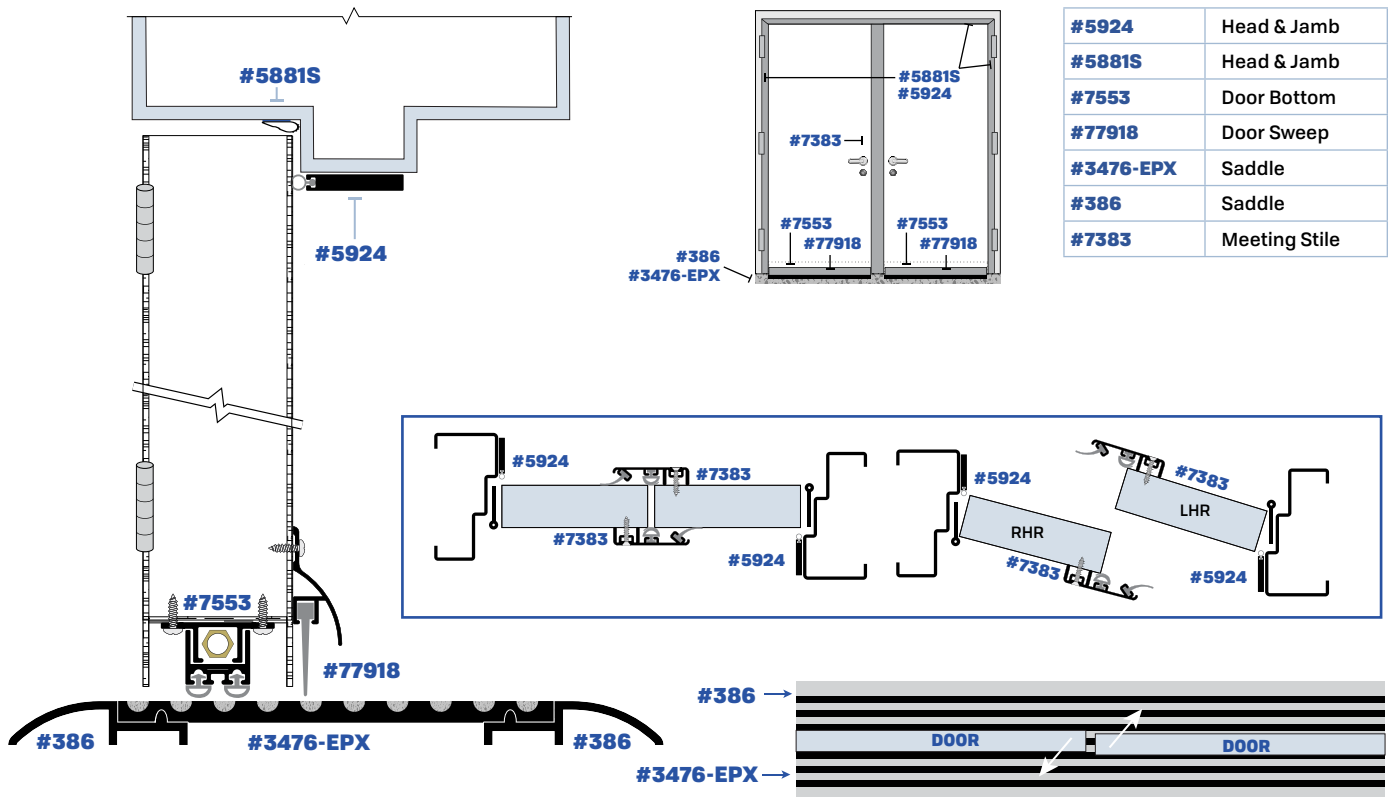 #5881S
#5924
#7553
#77918
#386
#3476-EPX
#386
#5881S
#5924
#7383
#7553
#77918
#7553
#77918
#386
#3476-EPX
#5924 Head & Jamb
#5881S Head & Jamb
#7553 Door Bottom
#77918 Door Sweep
#3476-EPX Saddle
#386 Saddle
#7383 Meeting Stile
#5924
#7383
#7383
#5924
#5924
RHR
#7383
#7383
LHR
#5924
#386
DOOR
DOOR
#3476-EPX